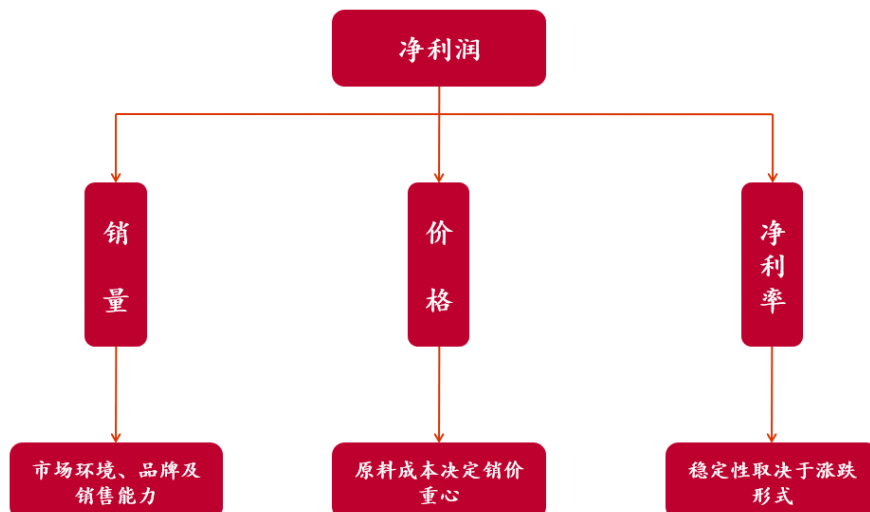 净利润
销量
价格
净利率
市场环境、品牌及
销售能力
原料成本决定销价
重心
稳定性取决于涨跌
形式